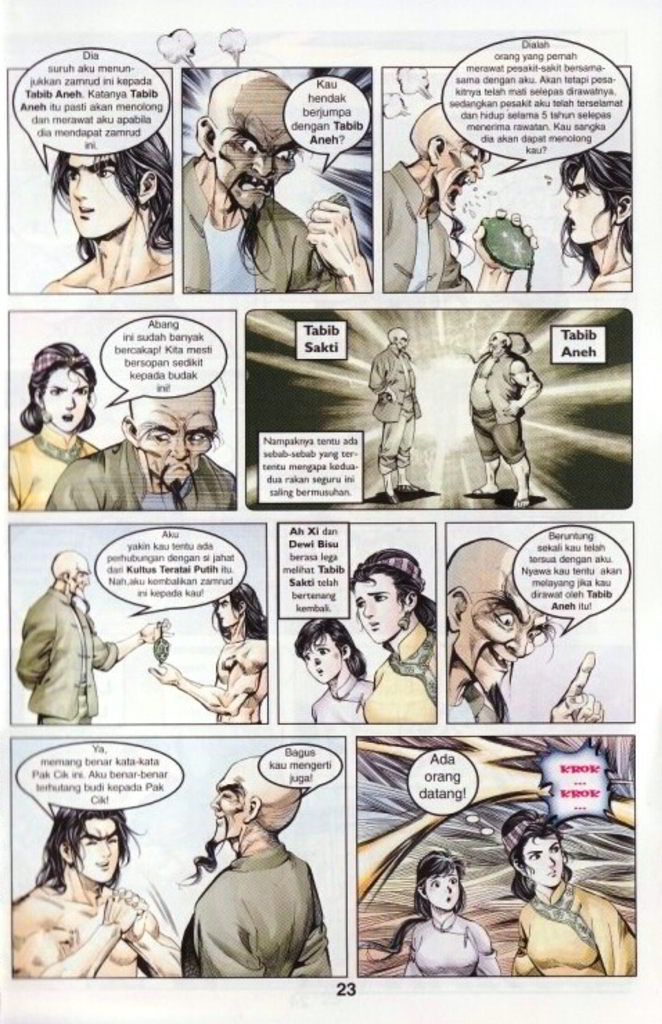 Dia
suruh aku menun-
jukkan zamrud ini kepada
Tabib Aneh. Katanya Tabib
Aneh itu pasti akan menolong
dan merawat aku apabila
dia mendapat zamrud
ini.
Kau
hendak
berjumpa
dengan Tabib
Aneh?
Dialah
orang yang pernah
merawat pesakit-sakit bersama-
sama dengan aku. Akan tetapi pesa-
kitnya telah mati selepas dirawatnya,
sedangkan pesakit aku telah terselamat
dan hidup selama 5 tahun selepas
menerima rawatan. Kau sangka
dia akan dapat menolong
kau?
Abang
ini sudah banyak
bercakap! Kita mesti
bersopan sedikit
kepada budak
ini!
Tabib
Sakti
Tabib
Aneh
Nampaknya tentu ada
sebab-sebab yang ter-
tentu mengapa kedua-
dua rakan seguru ini
saling bermusuhan.
Aku
yakin kau tentu ada
perhubungan dengan si jahat
dari Kultus Teratai Putih itu.
Nah,aku kembalikan zamrud
ini kepada kau!
Ah Xi dan
Dewi Bisu
berasa lega
melihat Tabib
Sakti telah
bertenang
kembali.
Beruntung
sekali kau telah
tersua dengan aku.
Nyawa kau tentu akan
melayang jika kau
dirawat oleh Tabib
Aneh itu!
Ya,
memang benar kata-kata
Pak Cik ini. Aku benar-benar
terhutang budi kepada Pak
Cik!
Bagus
kau mengerti
juga!
Ada
orang
datang!
KROK
...
KROK
...
23